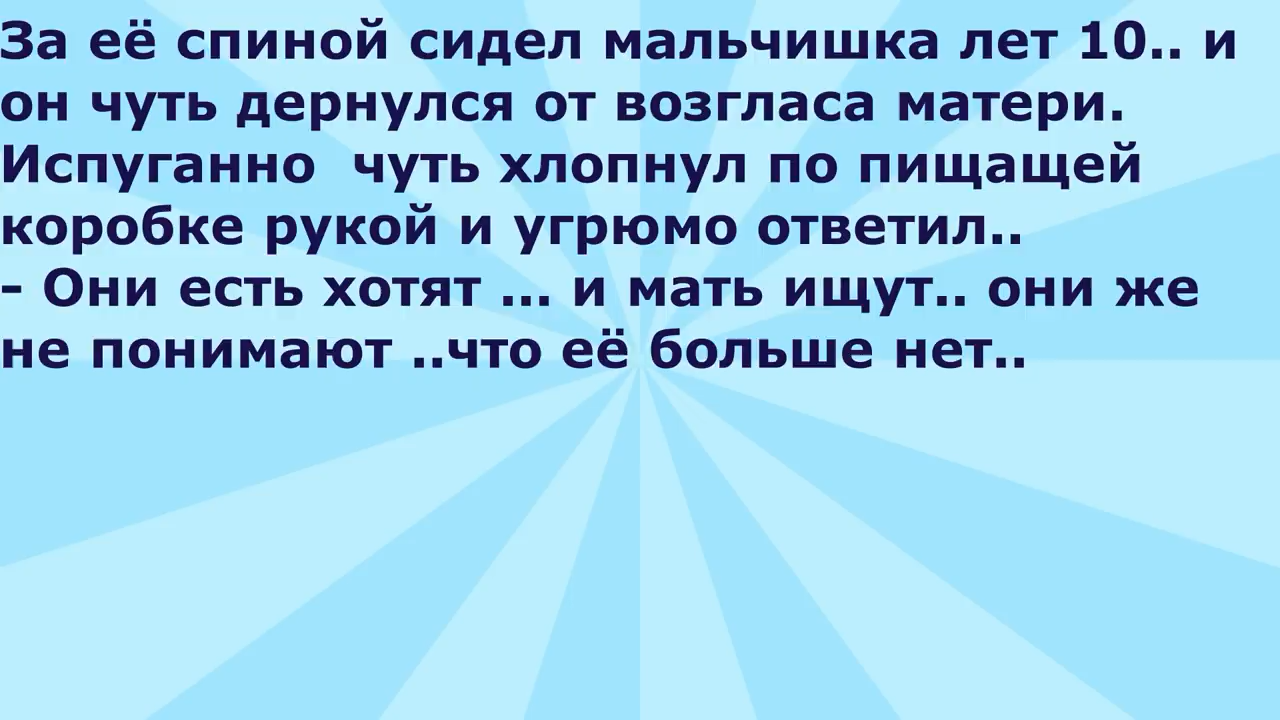 За её спиной сидел мальчишка лет 10.. и
он чуть дернулся от возгласа матери.
Испуганно  чуть хлопнул по пищащей
коробке рукой и угрюмо ответил..
- Они есть хотят ... и мать ищут.. они же
не понимают ..что её больше нет..